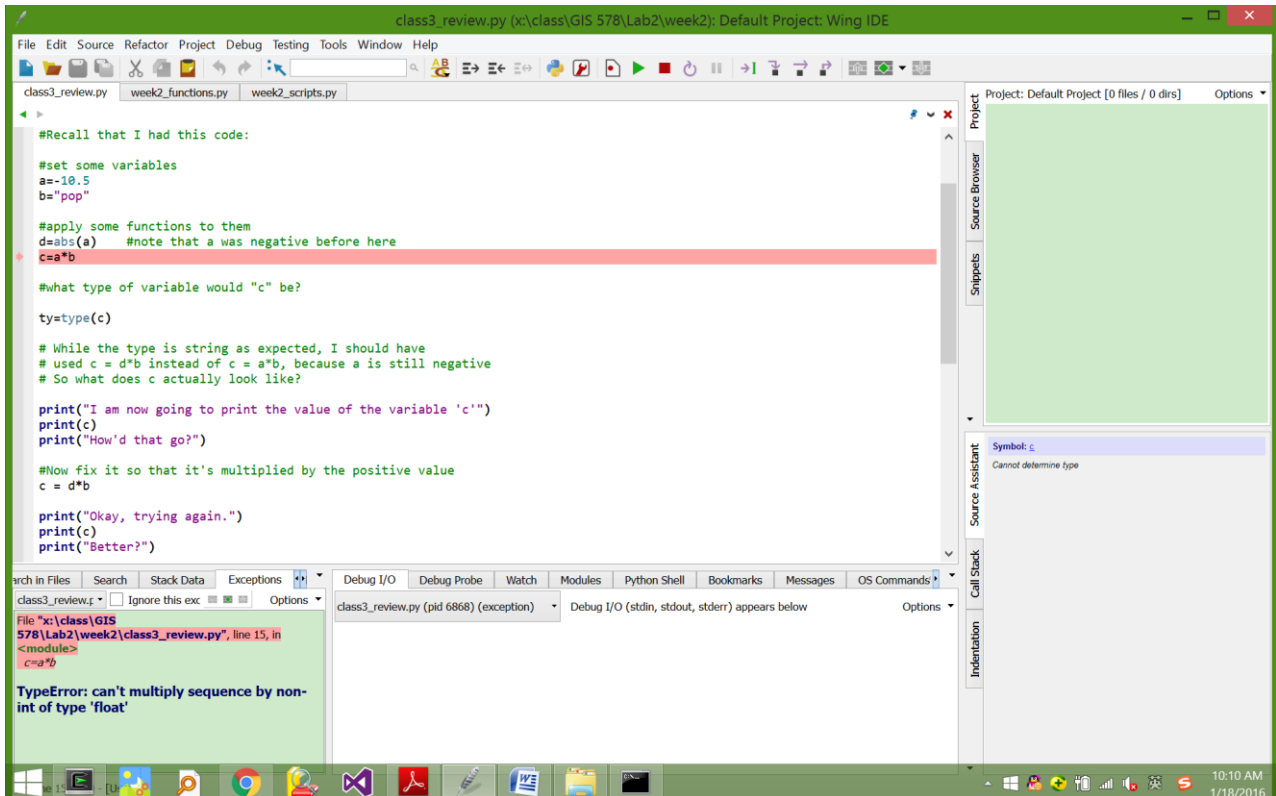 class3_review.py (x:\class\GIS 578\Lab2\week2): Default Project: Wing IDE
File Edit Source Refactor Project Debug Testing Tools Window Help
class3_review.py week2_functions.py week2_scripts.py
#Recall that I had this code:
#set some variables
a=-10.5
b="pop"
#apply some functions to them
d=abs(a)    #note that a was negative before here
c=a*b
#what type of variable would "c" be?
ty=type(c)
# While the type is string as expected, I should have
# used c = d*b instead of c = a*b, because a is still negative
# So what does c actually look like?
print("I am now going to print the value of the variable 'c'")
print(c)
print("How'd that go?")
#Now fix it so that it's multiplied by the positive value
c = d*b
print("Okay, trying again.")
print(c)
print("Better?")
Project: Default Project [0 files / 0 dirs] Options
Project
Source Browser
Snippets
Symbol: c
Cannot determine type
Source Assistant
Call Stack
Indentation
arch in Files Search Stack Data Exceptions
class3_review.p Ignore this exc Options
File "x:\class\GIS
578\Lab2\week2\class3_review.py", line 15, in
<module>
c=a*b
TypeError: can't multiply sequence by non-
int of type 'float'
Debug I/O Debug Probe Watch Modules Python Shell Bookmarks Messages OS Commands
class3_review.py (pid 6868) (exception) Debug I/O (stdin, stdout, stderr) appears below Options
英
10:10 AM
1/18/2016